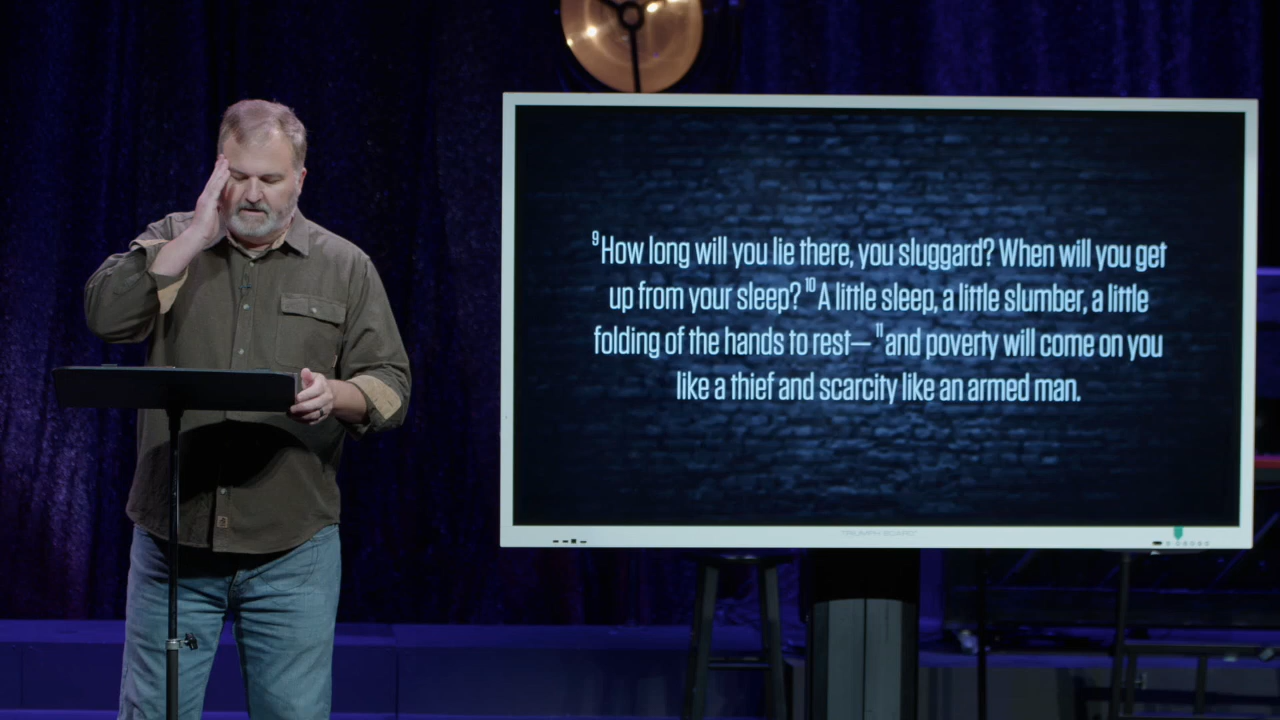 ⁹How long will you lie there, you sluggard? When will you get
up from your sleep? ¹⁰A little sleep, a little slumber, a little
folding of the hands to rest— ¹¹and poverty will come on you
like a thief and scarcity like an armed man.
TRIUMPH BOARD